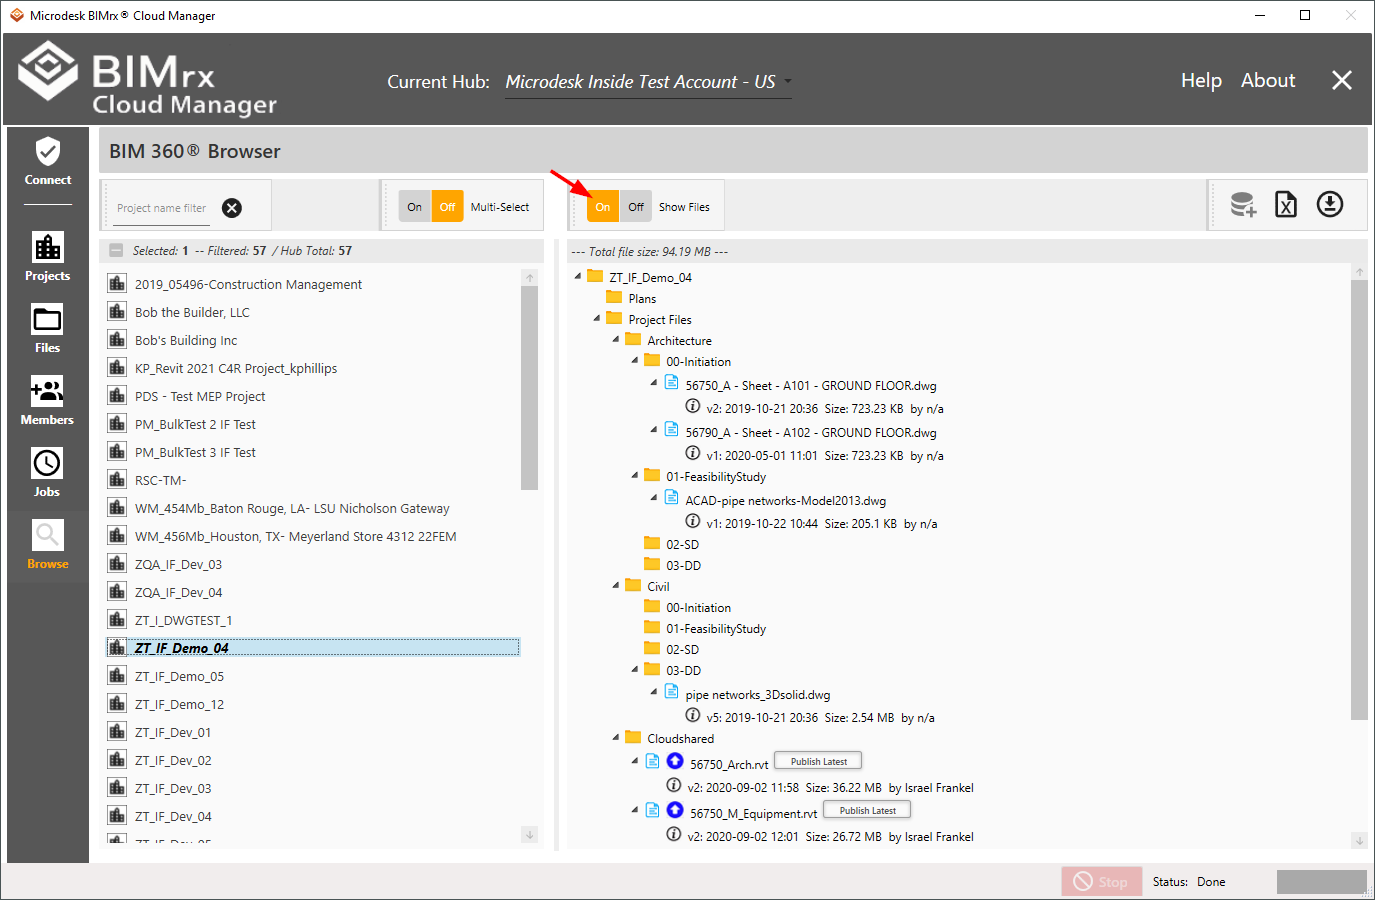 Microdesk BIMrx® Cloud Manager
BIMrx
Cloud Manager
Current Hub: Microdesk Inside Test Account - US
Help About
Connect
Projects
Files
Members
Jobs
Browse
BIM 360® Browser
Project name filter
On Off Multi-Select
On Off Show Files
Selected: 1 -- Filtered: 57 / Hub Total: 57
2019_05496-Construction Management
Bob the Builder, LLC
Bob's Building Inc
KP_Revit 2021 C4R Project_kphillips
PDS - Test MEP Project
PM_BulkTest 2 IF Test
PM_BulkTest 3 IF Test
RSC-TM-
WM_454Mb_Baton Rouge, LA- LSU Nicholson Gateway
WM_456Mb_Houston, TX- Meyerland Store 4312 22FEM
ZQA_IF_Dev_03
ZQA_IF_Dev_04
ZT_I_DWGTEST_1
ZT_IF_Demo_04
ZT_IF_Demo_05
ZT_IF_Demo_12
ZT_IF_Dev_01
ZT_IF_Dev_02
ZT_IF_Dev_03
ZT_IF_Dev_04
--- Total file size: 94.19 MB ---
ZT_IF_Demo_04
Plans
Project Files
Architecture
00-Initiation
56750_A - Sheet - A101 - GROUND FLOOR.dwg
v2: 2019-10-21 20:36 Size: 723.23 KB by n/a
56790_A - Sheet - A102 - GROUND FLOOR.dwg
v1: 2020-05-01 11:01 Size: 723.23 KB by n/a
01-FeasibilityStudy
ACAD-pipe networks-Model2013.dwg
v1: 2019-10-22 10:44 Size: 205.1 KB by n/a
02-SD
03-DD
Civil
00-Initiation
01-FeasibilityStudy
02-SD
03-DD
pipe networks_3Dsolid.dwg
v5: 2019-10-21 20:36 Size: 2.54 MB by n/a
Cloudshared
56750_Arch.rvt Publish Latest
v2: 2020-09-02 11:58 Size: 36.22 MB by Israel Frankel
56750_M_Equipment.rvt Publish Latest
v2: 2020-09-02 12:01 Size: 26.72 MB by Israel Frankel
Stop Status: Done